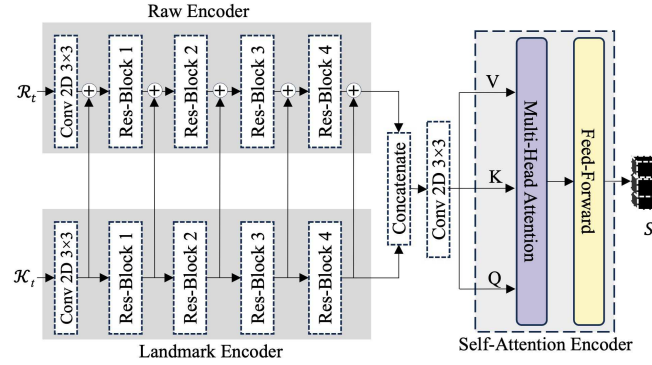 Raw Encoder
ℛt
Conv 2D 3×3
Res-Block 1
Res-Block 2
Res-Block 3
Res-Block 4
Concatenate
Conv 2D 3×3
V
K
Q
Multi-Head Attention
Feed-Forward
S
𝒦t
Conv 2D 3×3
Res-Block 1
Res-Block 2
Res-Block 3
Res-Block 4
Landmark Encoder
Self-Attention Encoder